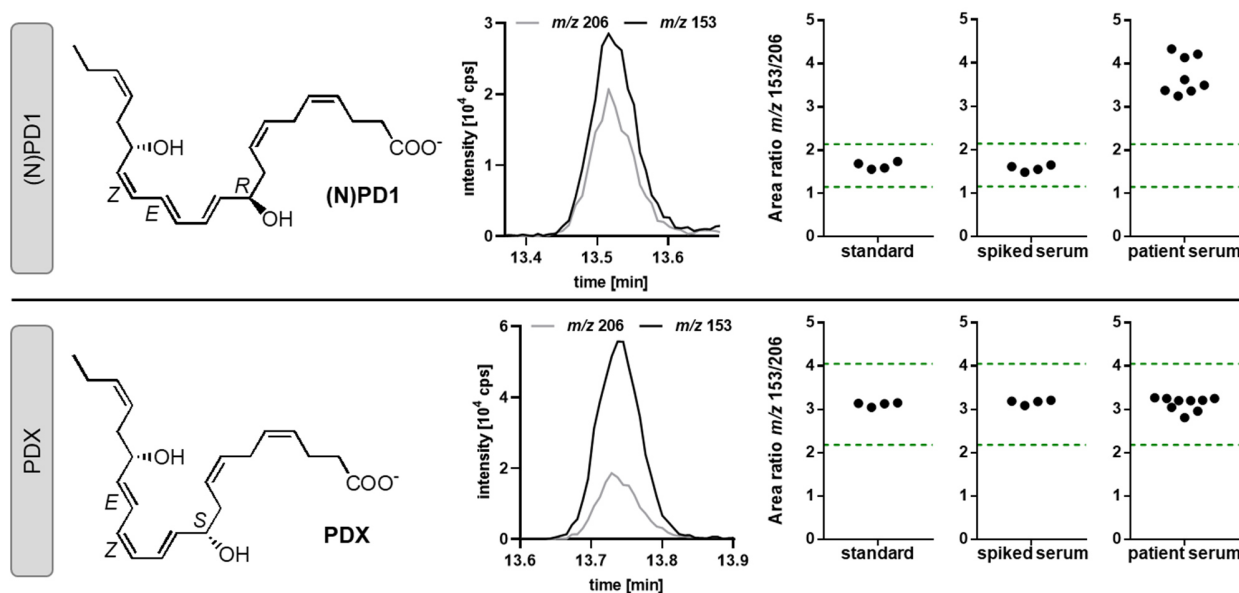 (N)PD1
OH
COO-
Z
E
R
OH
(N)PD1
m/z 206 m/z 153
intensity [10⁴ cps]
3
2
1
0
13.4 13.5 13.6
time [min]
Area ratio m/z 153/206
5
4
3
2
1
0
standard
5
4
3
2
1
0
spiked serum
5
4
3
2
1
0
patient serum
PDX
OH
COO-
E
Z
S
OH
PDX
m/z 206 m/z 153
intensity [10⁴ cps]
6
4
2
0
13.6 13.7 13.8 13.9
time [min]
Area ratio m/z 153/206
5
4
3
2
1
0
standard
5
4
3
2
1
0
spiked serum
5
4
3
2
1
0
patient serum